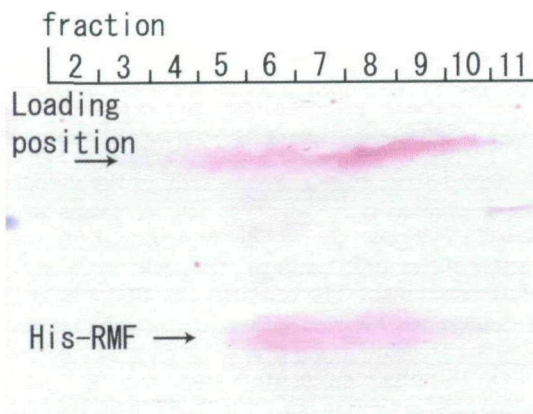 fraction
2 3 4 5 6 7 8 9 10 11
Loading
position →
His-RMF →